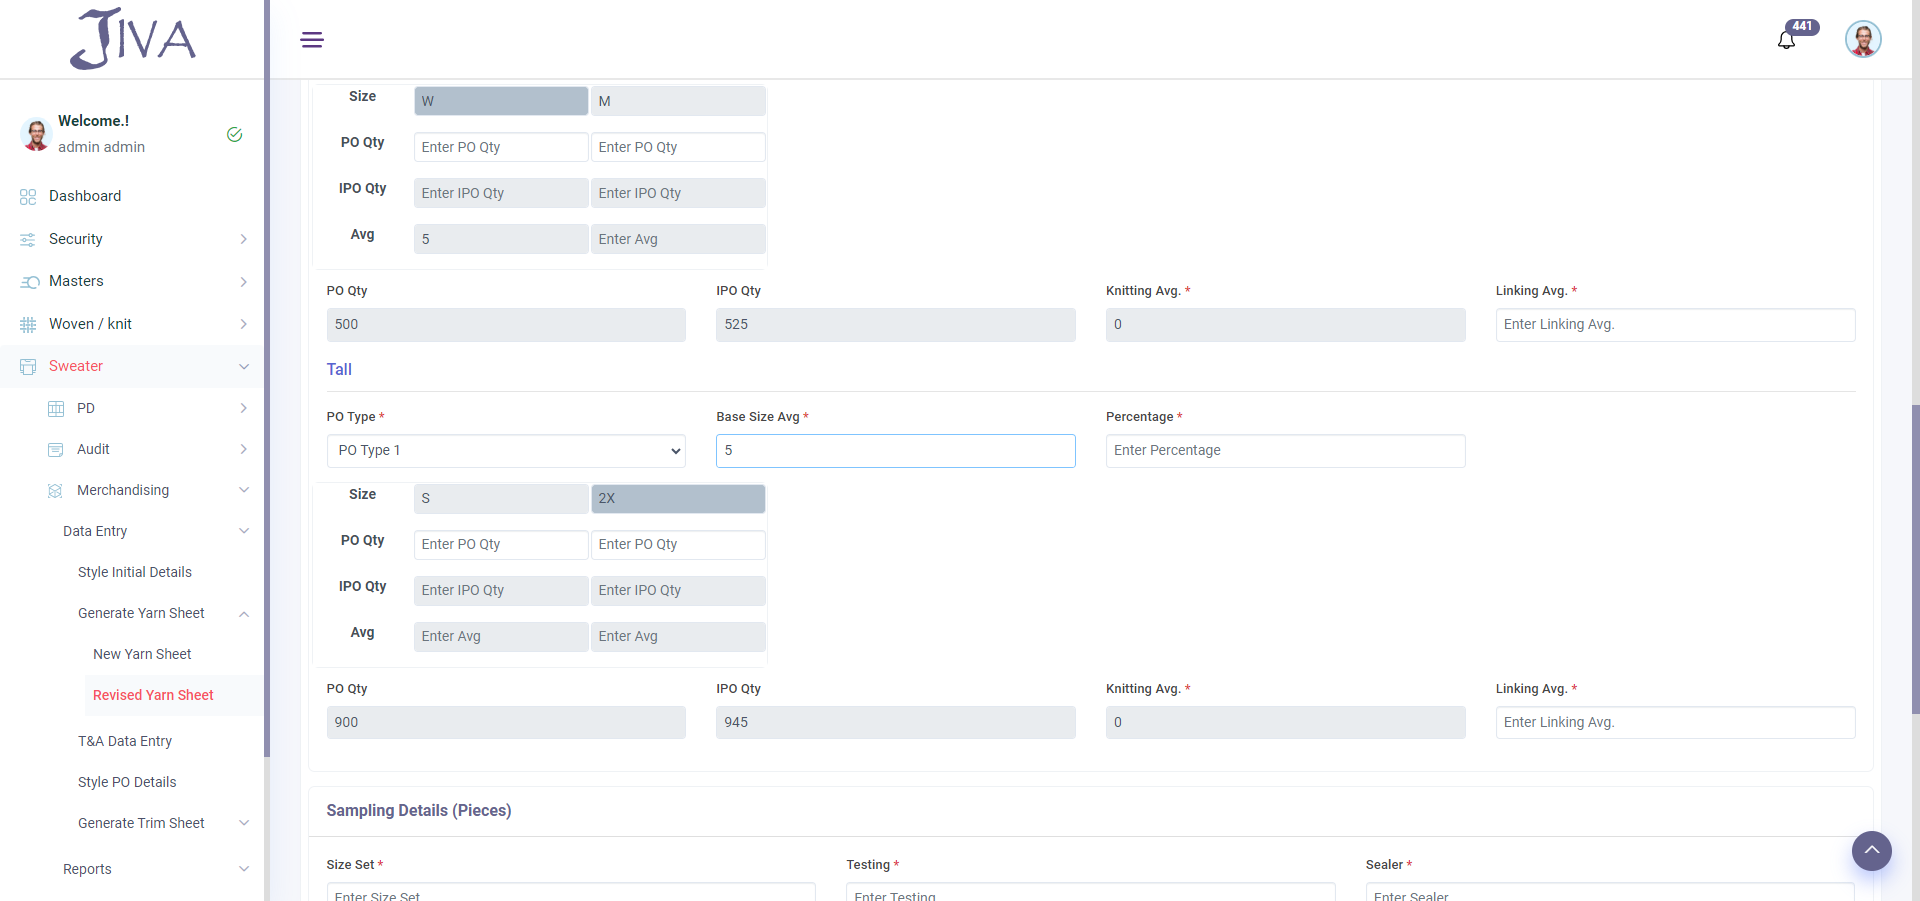 JIVA
441
Welcome.!
admin admin
Dashboard
Security
Masters
Woven / knit
Sweater
PD
Audit
Merchandising
Data Entry
Style Initial Details
Generate Yarn Sheet
New Yarn Sheet
Revised Yarn Sheet
T&A Data Entry
Style PO Details
Generate Trim Sheet
Reports
Size W M
PO Qty Enter PO Qty Enter PO Qty
IPO Qty Enter IPO Qty Enter IPO Qty
Avg 5 Enter Avg
PO Qty IPO Qty Knitting Avg. * Linking Avg. *
500 525 0 Enter Linking Avg.
Tall
PO Type * Base Size Avg * Percentage *
PO Type 1 5 Enter Percentage
Size S 2X
PO Qty Enter PO Qty Enter PO Qty
IPO Qty Enter IPO Qty Enter IPO Qty
Avg Enter Avg Enter Avg
PO Qty IPO Qty Knitting Avg. * Linking Avg. *
900 945 0 Enter Linking Avg.
Sampling Details (Pieces)
Size Set * Testing * Sealer *
Enter Size Set Enter Testing Enter Sealer